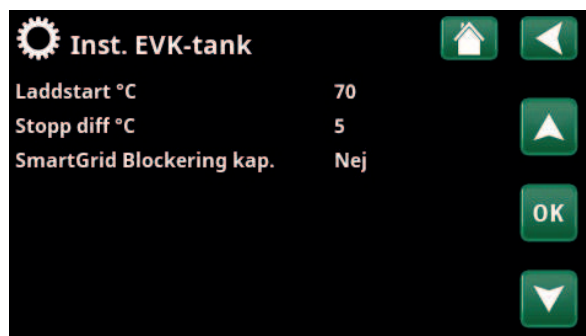 Inst. EVK-tank
Laddstart °C 70
Stopp diff °C 5
SmartGrid Blockering kap. Nej
OK